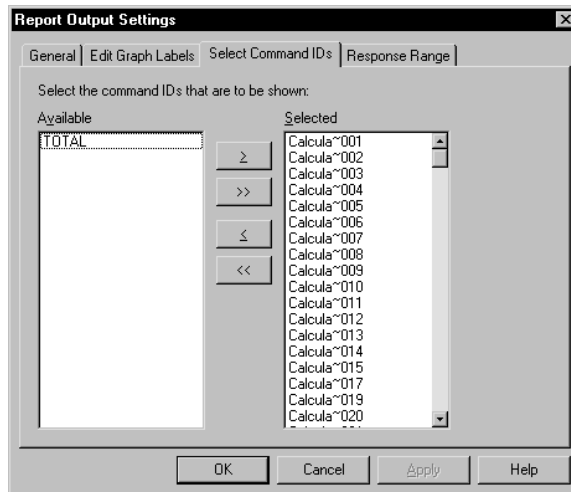 Report Output Settings
General
Edit Graph Labels
Select Command IDs
Response Range
Select the command IDs that are to be shown:
Available
TOTAL
>
>>
<
<<
Selected
Calcula~001
Calcula~002
Calcula~003
Calcula~004
Calcula~005
Calcula~006
Calcula~007
Calcula~008
Calcula~009
Calcula~010
Calcula~011
Calcula~012
Calcula~013
Calcula~014
Calcula~015
Calcula~017
Calcula~019
Calcula~020
OK
Cancel
Apply
Help